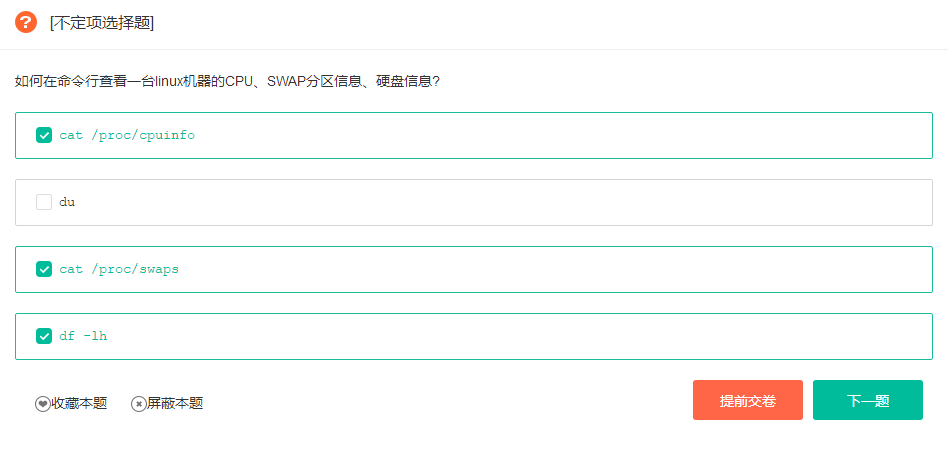 [不定项选择题]
如何在命令行查看一台linux机器的CPU、SWAP分区信息、硬盘信息?
cat /proc/cpuinfo
du
cat /proc/swaps
df -lh
收藏本题 屏蔽本题 提前交卷 下一题